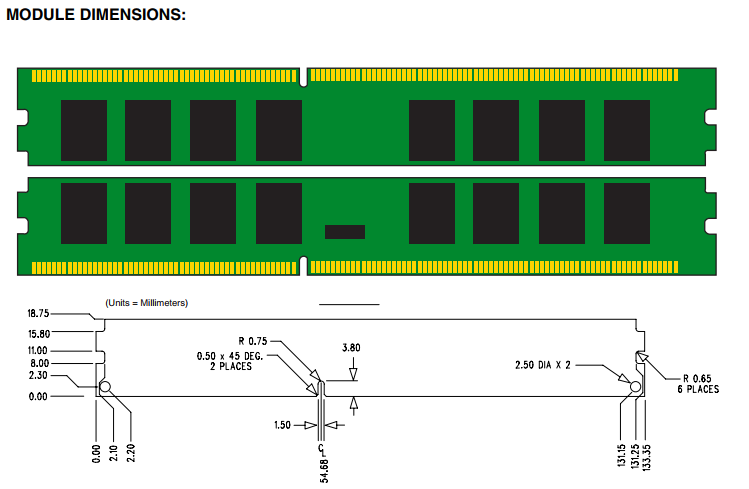 MODULE DIMENSIONS:
(Units = Millimeters)
18.75
15.80
11.00
8.00
2.30
0.00
R 0.75
0.50 x 45 DEG.
2 PLACES
3.80
2.50 DIA X 2
R 0.65
6 PLACES
1.50
C
L
0.00
2.10
2.20
54.68
131.15
131.25
133.35